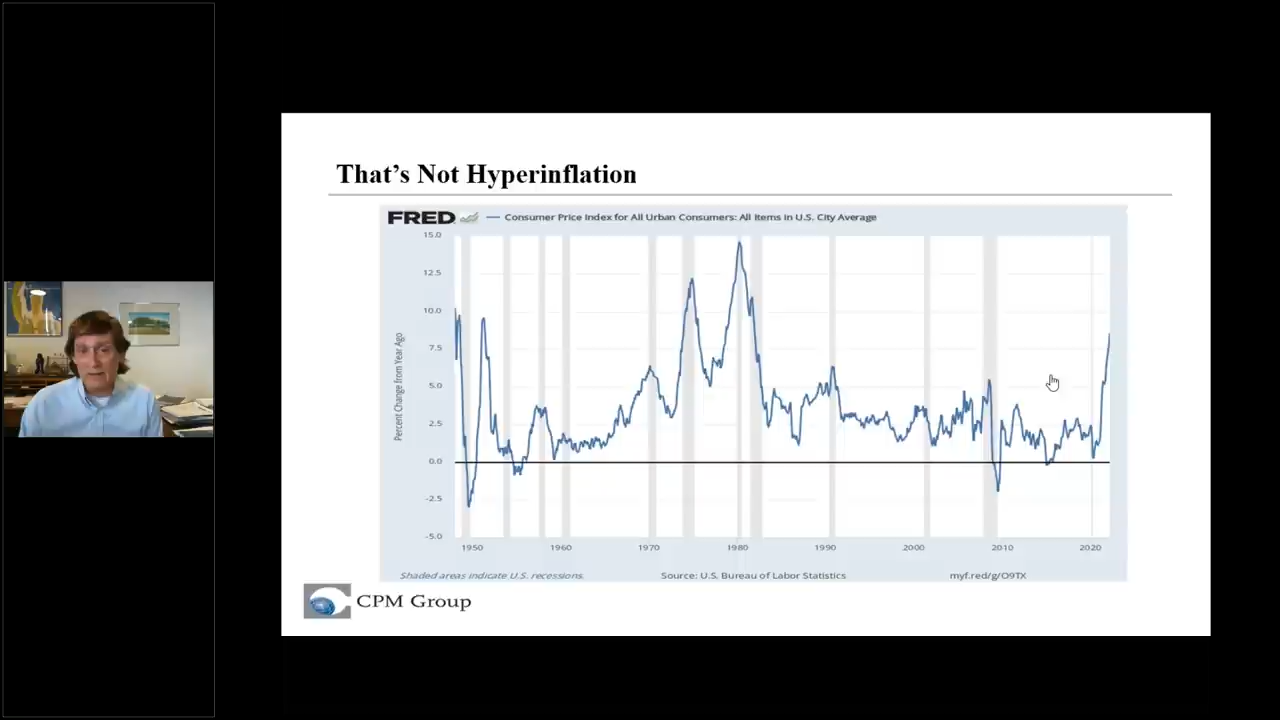 That's Not Hyperinflation
FRED — Consumer Price Index for All Urban Consumers: All Items in U.S. City Average
Percent Change from Year Ago
15.0
12.5
10.0
7.5
5.0
2.5
0.0
-2.5
-5.0
1950 1960 1970 1980 1990 2000 2010 2020
Shaded areas indicate U.S. recessions.
Source: U.S. Bureau of Labor Statistics
myf.red/g/O9TX
CPM Group